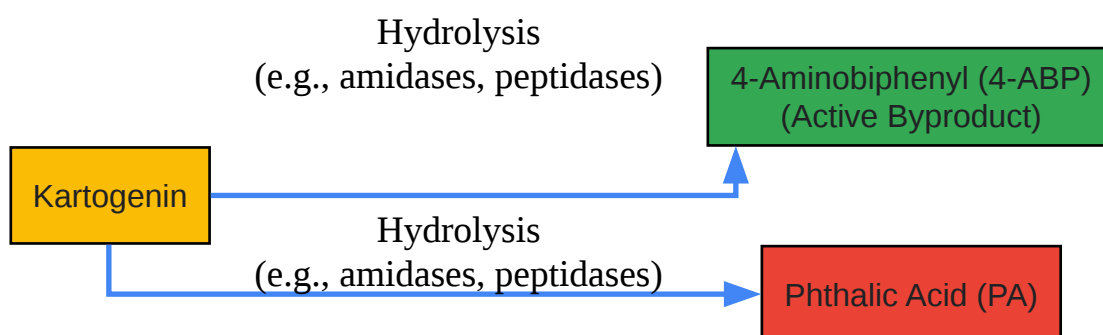 Hydrolysis
(e.g., amidases, peptidases)
4-Aminobiphenyl (4-ABP)
(Active Byproduct)
Kartogenin
Hydrolysis
(e.g., amidases, peptidases)
Phthalic Acid (PA)